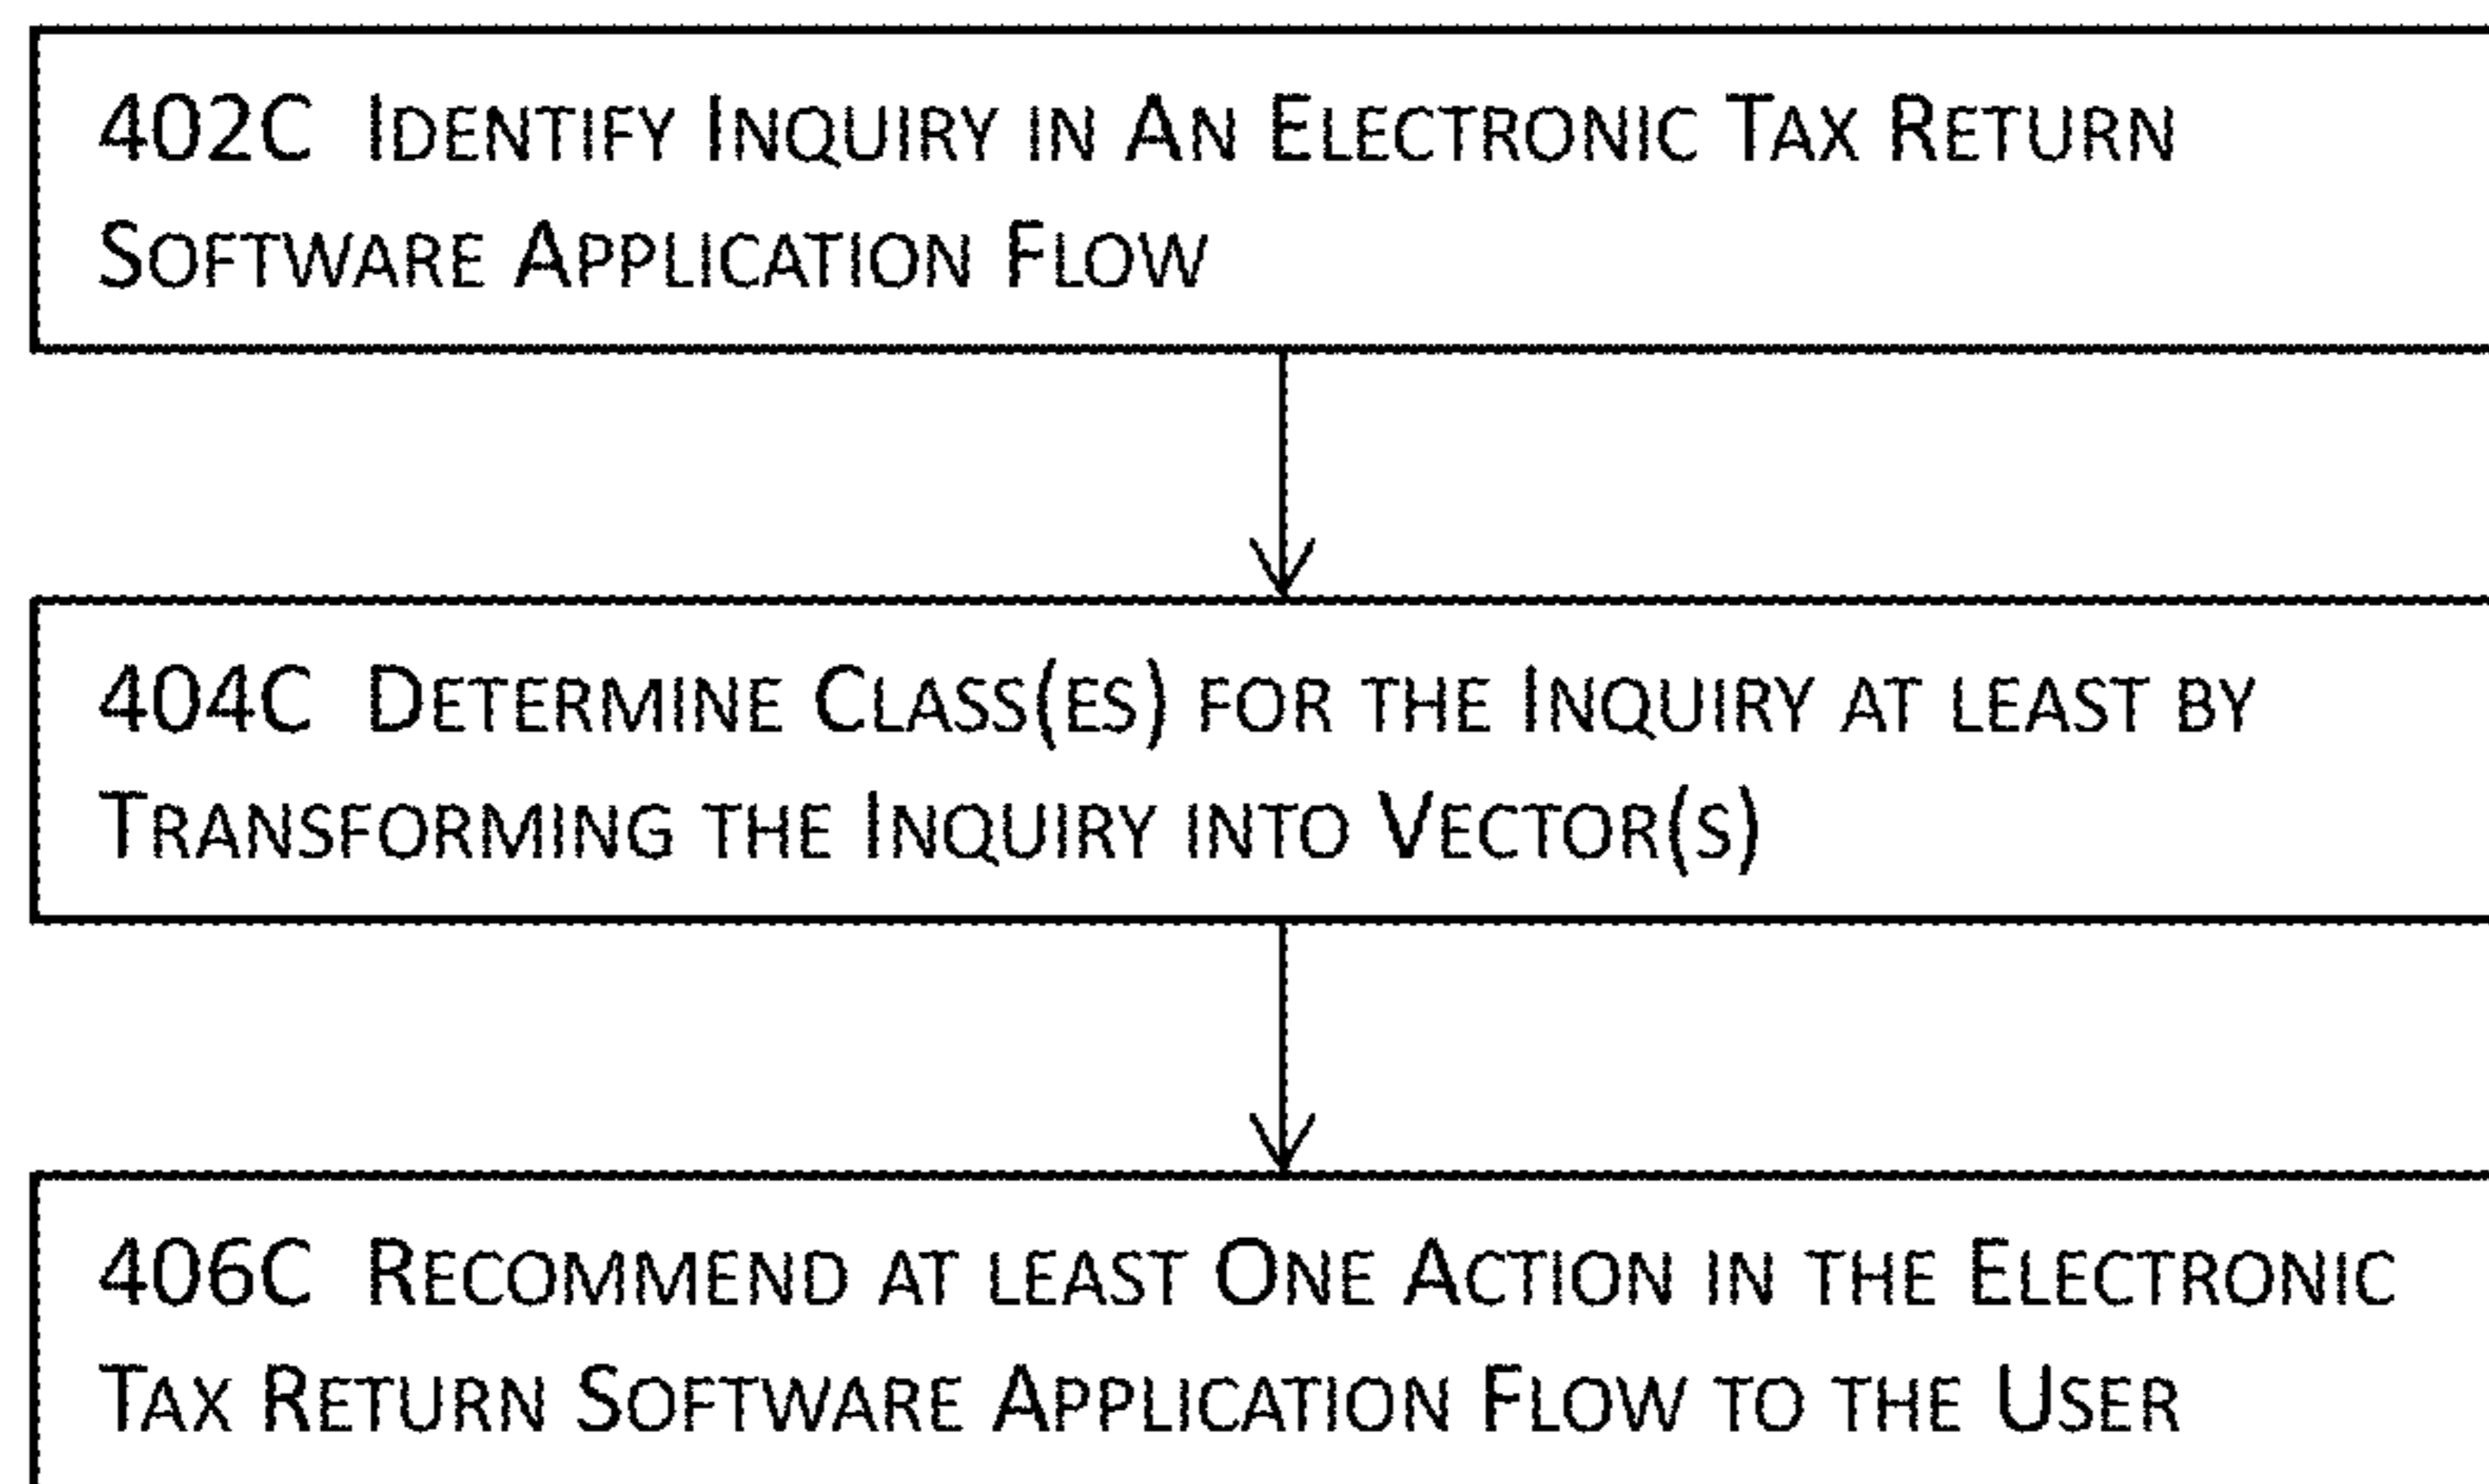 402C Identify Inquiry in An Electronic Tax Return
Software Application Flow
404C Determine Class(es) for the Inquiry at least by
Transforming the Inquiry into Vector(s)
406C Recommend at least One Action in the Electronic
Tax Return Software Application Flow to the User